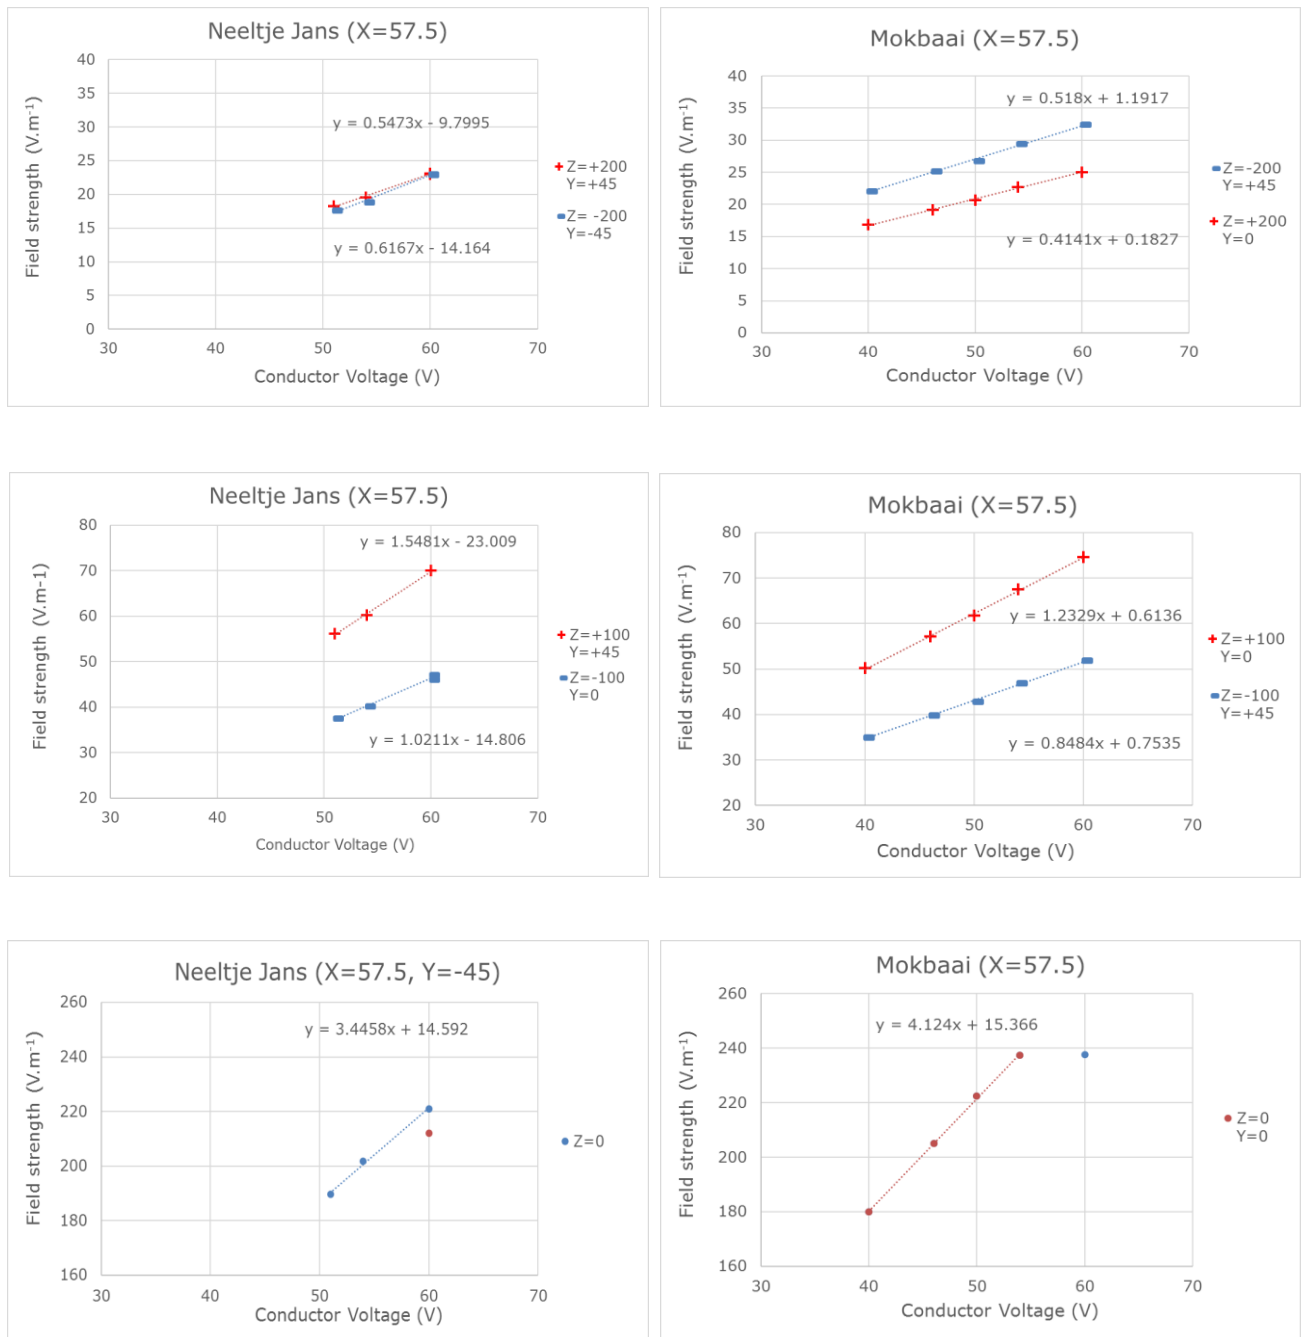 Neeltje Jans (X=57.5)
Field strength (V.m-1)
40
35
30
25
20
15
10
5
0
y = 0.5473x - 9.7995
y = 0.6167x - 14.164
30 40 50 60 70
Conductor Voltage (V)
Z=+200
Y=+45
Z= -200
Y=-45
Mokbaai (X=57.5)
Field strength (V.m-1)
40
35
30
25
20
15
10
5
0
y = 0.518x + 1.1917
y = 0.4141x + 0.1827
30 40 50 60 70
Conductor Voltage (V)
Z=-200
Y=+45
Z=+200
Y=0
Neeltje Jans (X=57.5)
Field strength (V.m-1)
80
70
60
50
40
30
20
y = 1.5481x - 23.009
y = 1.0211x - 14.806
30 40 50 60 70
Conductor Voltage (V)
Z=+100
Y=+45
Z=-100
Y=0
Mokbaai (X=57.5)
Field strength (V.m-1)
80
70
60
50
40
30
20
y = 1.2329x + 0.6136
y = 0.8484x + 0.7535
30 40 50 60 70
Conductor Voltage (V)
Z=+100
Y=0
Z=-100
Y=+45
Neeltje Jans (X=57.5, Y=-45)
Field strength (V.m-1)
260
240
220
200
180
160
y = 3.4458x + 14.592
30 40 50 60 70
Conductor Voltage (V)
Z=0
Mokbaai (X=57.5)
Field strength (V.m-1)
260
240
220
200
180
160
y = 4.124x + 15.366
30 40 50 60 70
Conductor Voltage (V)
Z=0
Y=0